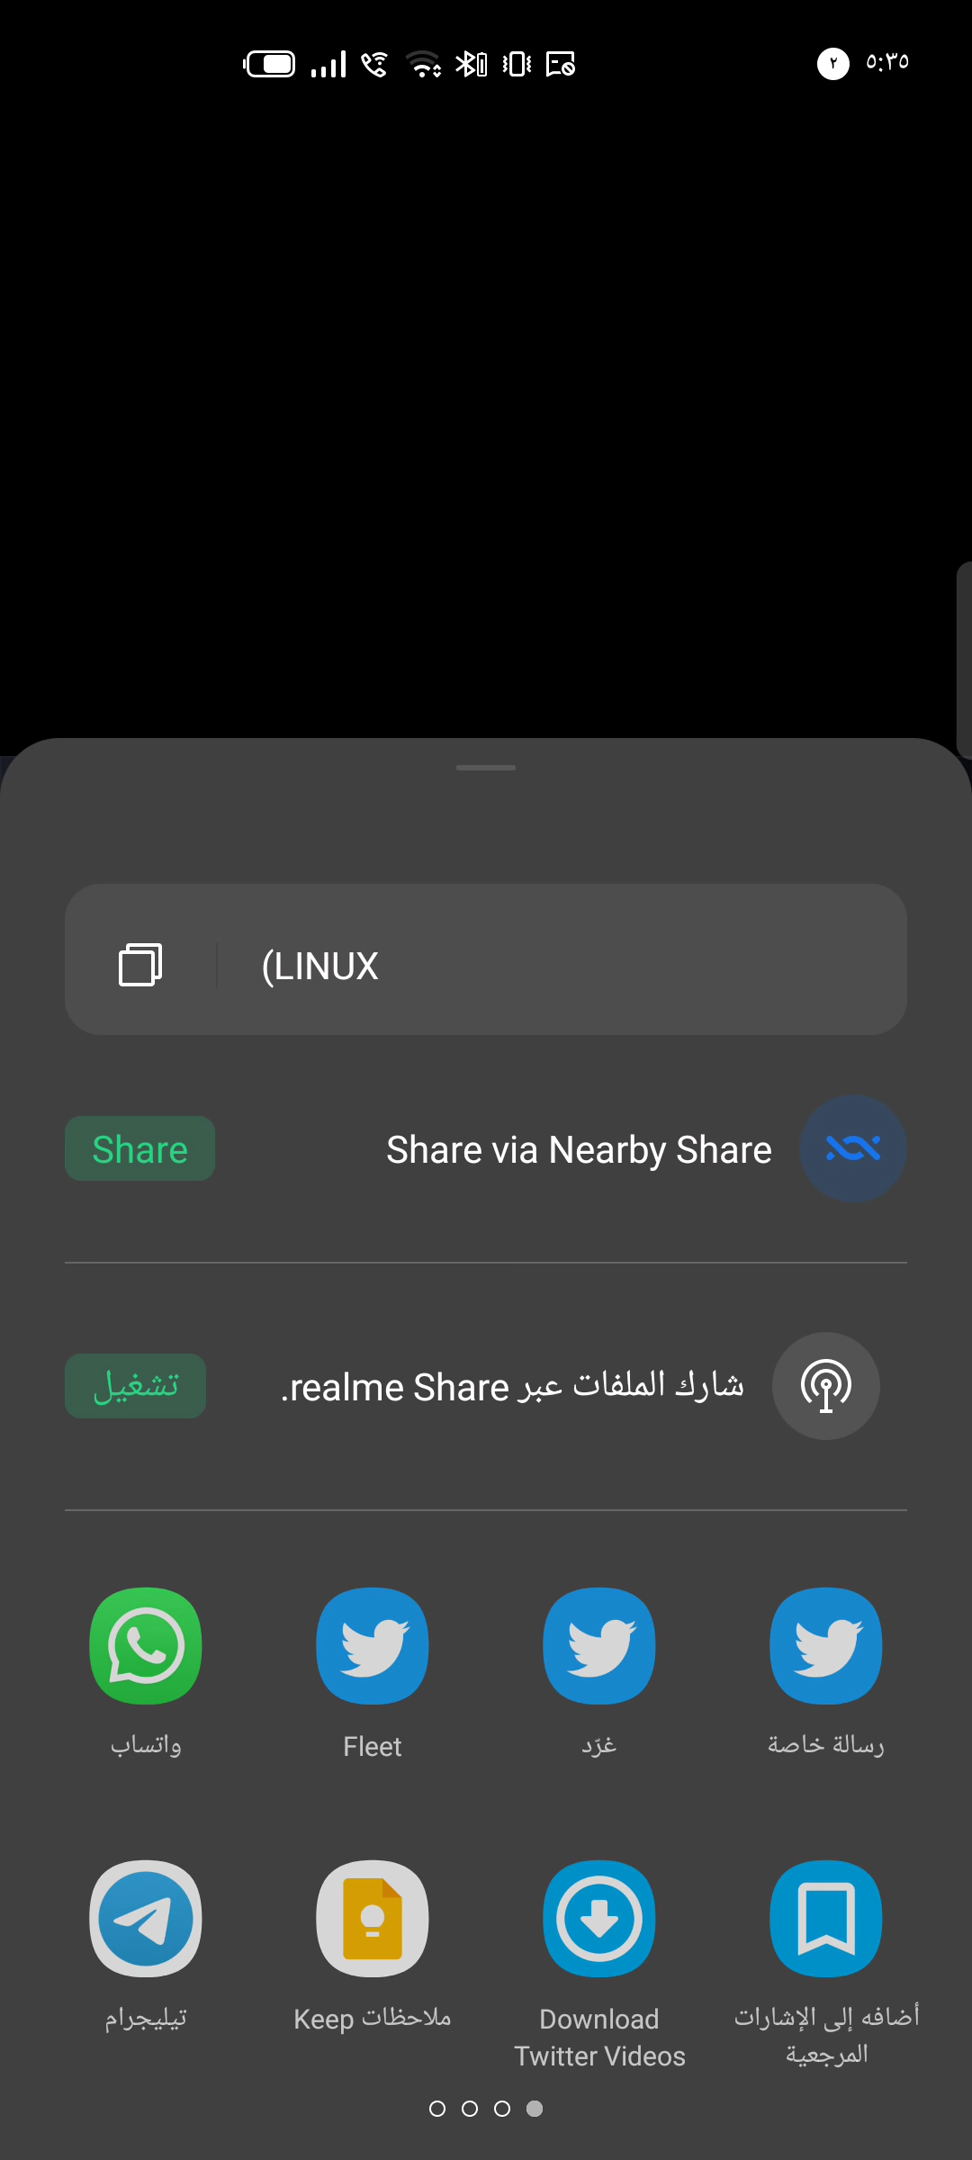 ٥:٣٥ ٢
(LINUX
Share via Nearby Share Share
شارك الملفات عبر realme Share. تشغيل
رسالة خاصة غرّد Fleet واتساب
أضافه إلى الإشارات المرجعية Download Twitter Videos ملاحظات Keep تيليجرام